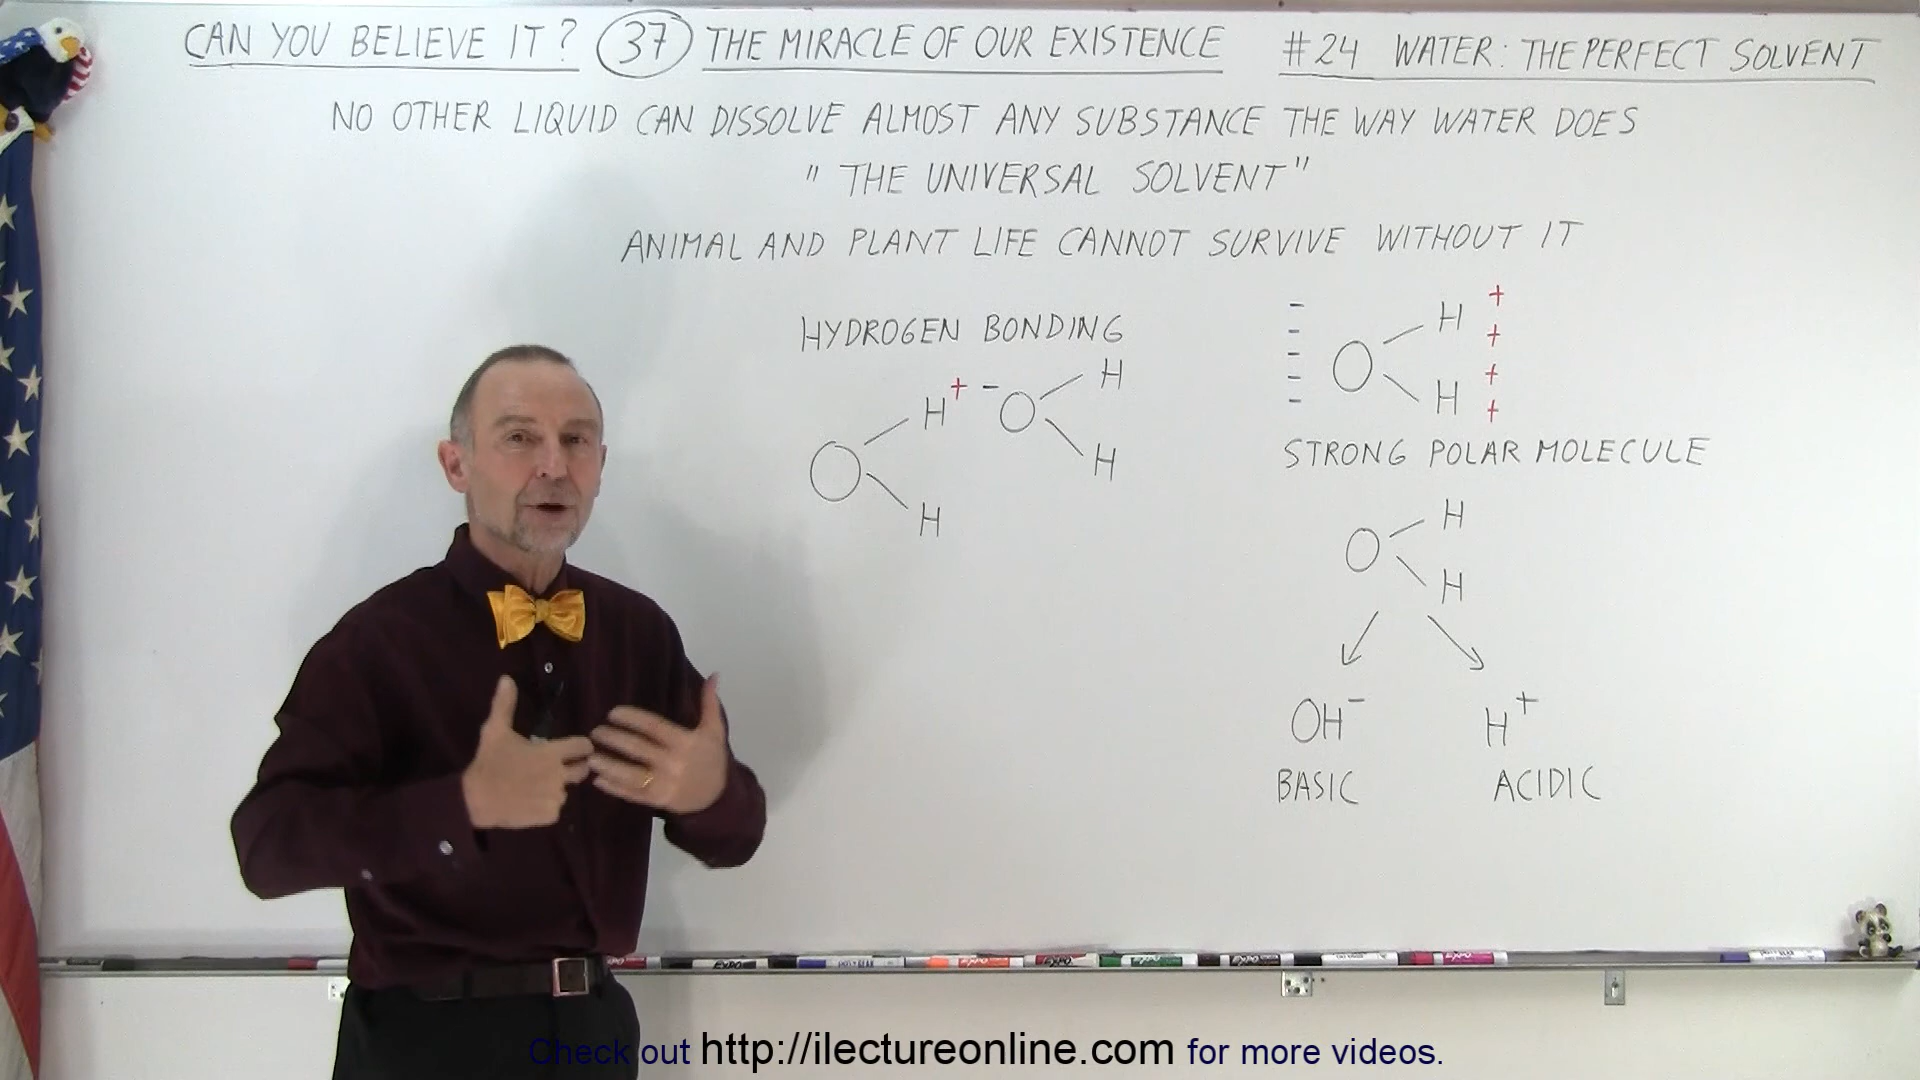 CAN YOU BELIEVE IT? 37 THE MIRACLE OF OUR EXISTENCE #24 WATER: THE PERFECT SOLVENT
NO OTHER LIQUID CAN DISSOLVE ALMOST ANY SUBSTANCE THE WAY WATER DOES
"THE UNIVERSAL SOLVENT"
ANIMAL AND PLANT LIFE CANNOT SURVIVE WITHOUT IT
HYDROGEN BONDING
H + - O H
O H
H
- - - - -
O H
H
+ + + +
STRONG POLAR MOLECULE
O H
H
OH⁻ H⁺
BASIC ACIDIC
EXPO EXPO
Check out http://ilectureonline.com for more videos.